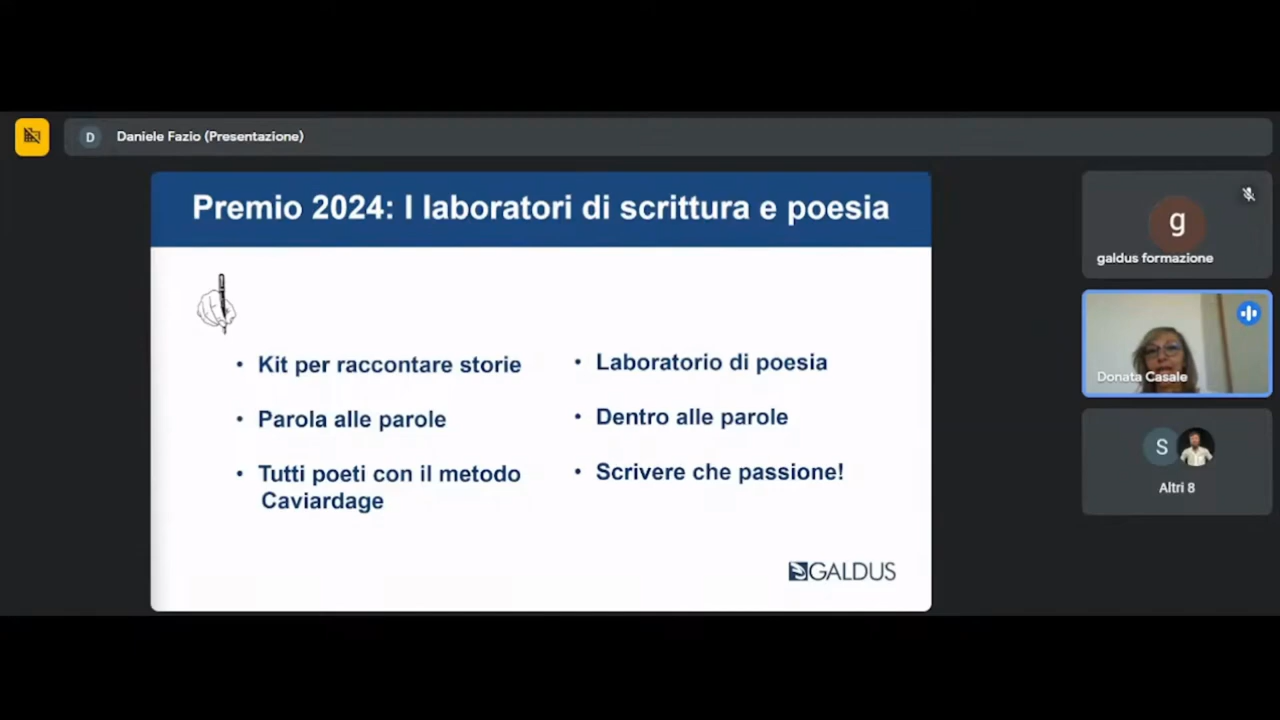 D Daniele Fazio (Presentazione)
Premio 2024: I laboratori di scrittura e poesia
• Kit per raccontare storie
• Parola alle parole
• Tutti poeti con il metodo
Caviardage
• Laboratorio di poesia
• Dentro alle parole
• Scrivere che passione!
GALDUS
g
galdus formazione
Donata Casale
S
Altri 8